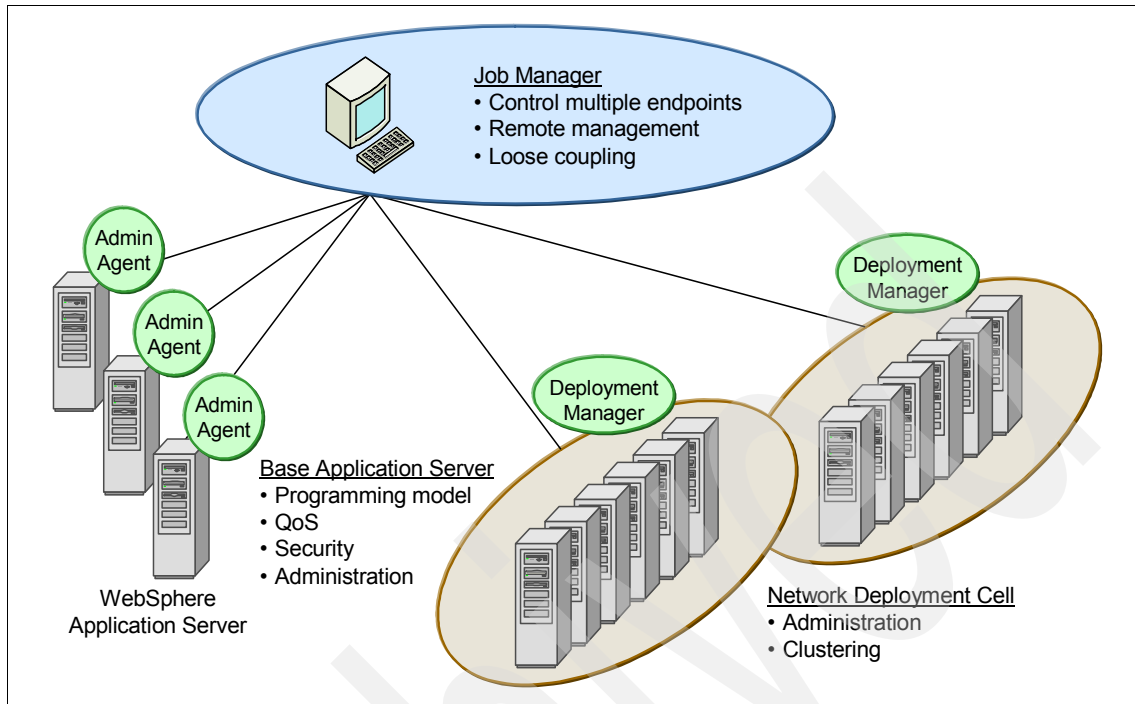 Job Manager
• Control multiple endpoints
• Remote management
• Loose coupling
Admin
Agent
Admin
Agent
Admin
Agent
Deployment
Manager
Deployment
Manager
Base Application Server
• Programming model
• QoS
• Security
• Administration
WebSphere
Application Server
Network Deployment Cell
• Administration
• Clustering